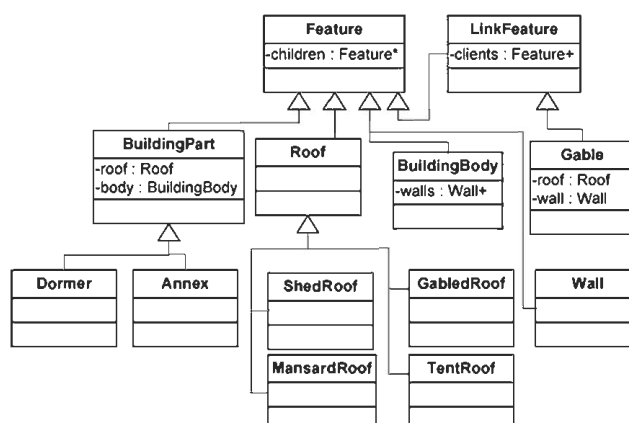 Feature
-children : Feature*
LinkFeature
-clients : Feature+
BuildingPart
-roof : Roof
-body : BuildingBody
Roof
BuildingBody
-walls : Wall+
Gable
-roof : Roof
-wall : Wall
Dormer
Annex
ShedRoof
GabledRoof
Wall
MansardRoof
TentRoof